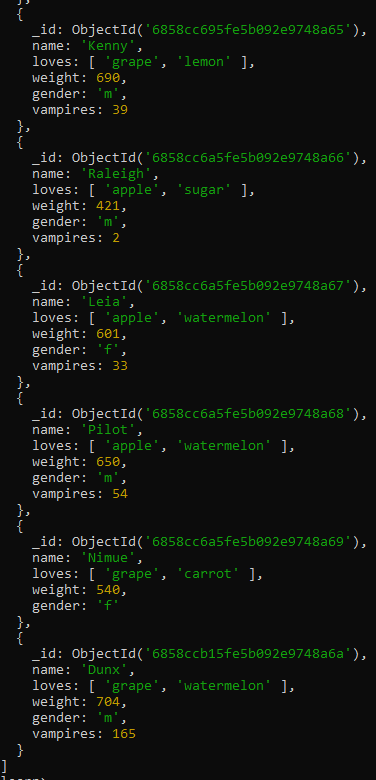 },
{
_id: ObjectId('6858cc695fe5b092e9748a65'),
name: 'Kenny',
loves: [ 'grape', 'lemon' ],
weight: 690,
gender: 'm',
vampires: 39
},
{
_id: ObjectId('6858cc6a5fe5b092e9748a66'),
name: 'Raleigh',
loves: [ 'apple', 'sugar' ],
weight: 421,
gender: 'm',
vampires: 2
},
{
_id: ObjectId('6858cc6a5fe5b092e9748a67'),
name: 'Leia',
loves: [ 'apple', 'watermelon' ],
weight: 601,
gender: 'f',
vampires: 33
},
{
_id: ObjectId('6858cc6a5fe5b092e9748a68'),
name: 'Pilot',
loves: [ 'apple', 'watermelon' ],
weight: 650,
gender: 'm',
vampires: 54
},
{
_id: ObjectId('6858cc6a5fe5b092e9748a69'),
name: 'Nimue',
loves: [ 'grape', 'carrot' ],
weight: 540,
gender: 'f'
},
{
_id: ObjectId('6858ccb15fe5b092e9748a6a'),
name: 'Dunx',
loves: [ 'grape', 'watermelon' ],
weight: 704,
gender: 'm',
vampires: 165
}
]